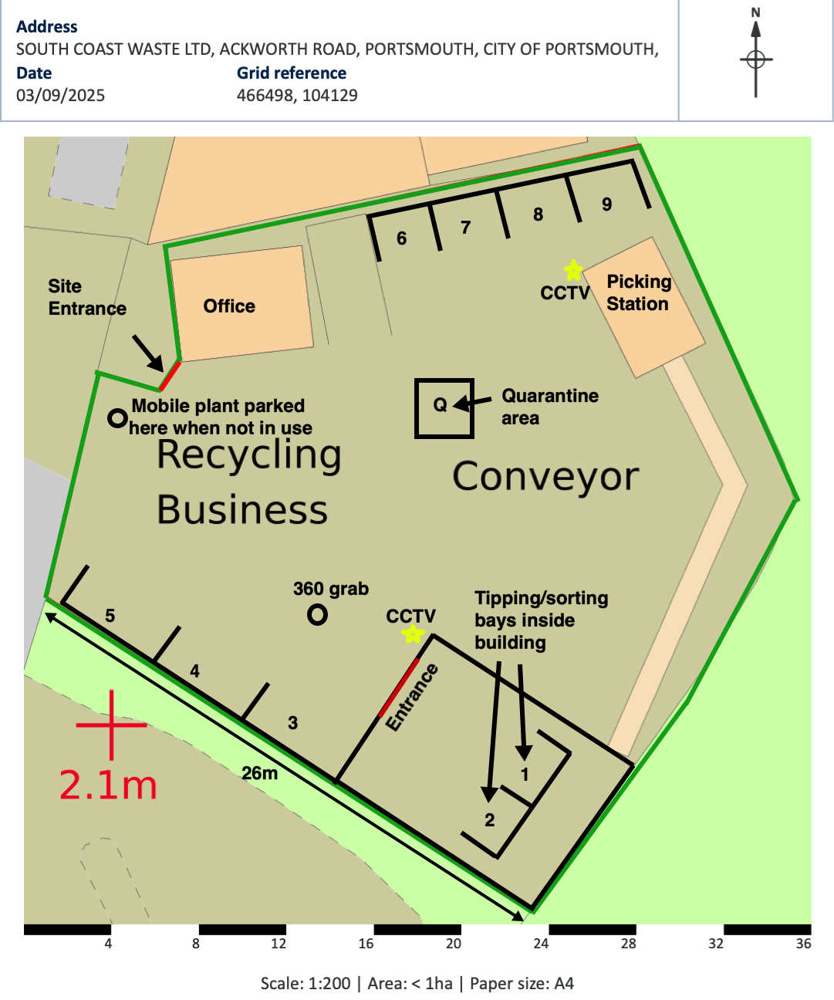 Address
SOUTH COAST WASTE LTD, ACKWORTH ROAD, PORTSMOUTH, CITY OF PORTSMOUTH,
Date Grid reference
03/09/2025 466498, 104129
N
6 7 8 9
Site
Entrance
Office
CCTV
Picking
Station
Mobile plant parked
here when not in use
Q
Quarantine
area
Recycling
Business
Conveyor
360 grab
CCTV
Tipping/sorting
bays inside
building
5
4
3
Entrance
26m
1
2
2.1m
4 8 12 16 20 24 28 32 36
Scale: 1:200 | Area: < 1ha | Paper size: A4